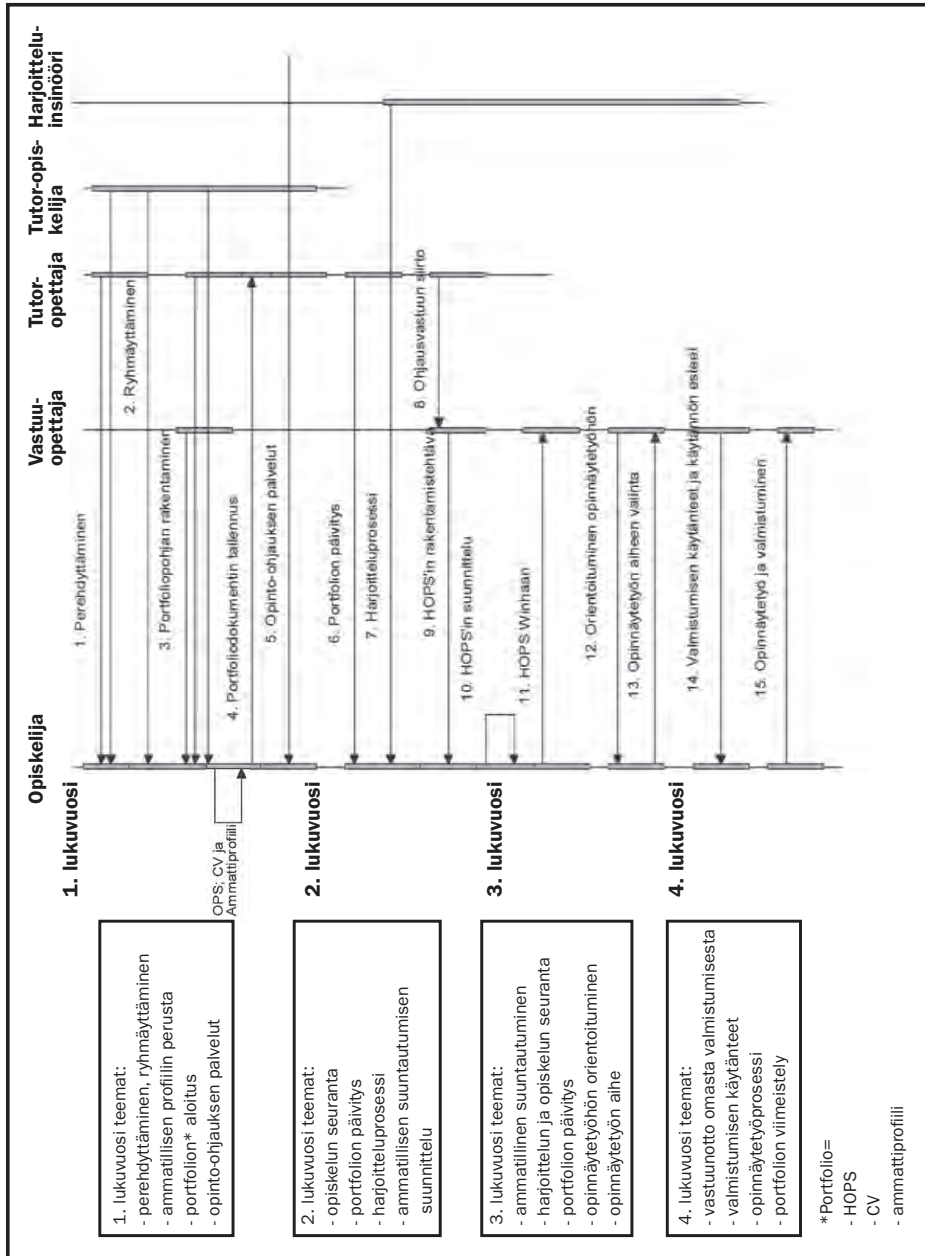 Opiskelija
Vastuu-
opettaja
Tutor-
opettaja
Tutor-opis-
kelija
Harjoittelu-
insinööri
1. lukuvuosi
2. lukuvuosi
3. lukuvuosi
4. lukuvuosi
1. Perehdyttäminen
2. Ryhmäyttäminen
3. Portfoliopohjan rakentaminen
OPS; CV ja
Ammattiprofiili
4. Portfoliodokumentin tallennus
5. Opinto-ohjauksen palvelut
6. Portfolion päivitys
7. Harjoitteluprosessi
8. Ohjausvastuun siirto
9. HOPS'in rakentamistehtävä
10. HOPS'in suunnittelu
11. HOPS Winhaan
12. Orientoituminen opinnäytetyöhön
13. Opinnäytetyön aiheen valinta
14. Valmistumisen käytänteet ja käytännön esteet
15. Opinnäytetyö ja valmistuminen
1. lukuvuosi teemat:
- perehdyttäminen, ryhmäyttäminen
- ammatillisen profiilin perusta
- portfolion* aloitus
- opinto-ohjauksen palvelut
2. lukuvuosi teemat:
- opiskelun seuranta
- portfolion päivitys
- harjoitteluprosessi
- ammatillisen suuntautumisen
suunnittelu
3. lukuvuosi teemat:
- ammatillinen suuntautuminen
- harjoittelun ja opiskelun seuranta
- portfolion päivitys
- opinnäytetyöhön orientoituminen
- opinnäytetyön aihe
4. lukuvuosi teemat:
- vastuunotto omasta valmistumisesta
- valmistumisen käytänteet
- opinnäytetyöprosessi
- portfolion viimeistely
*Portfolio=
- HOPS
- CV
- ammattiprofiili